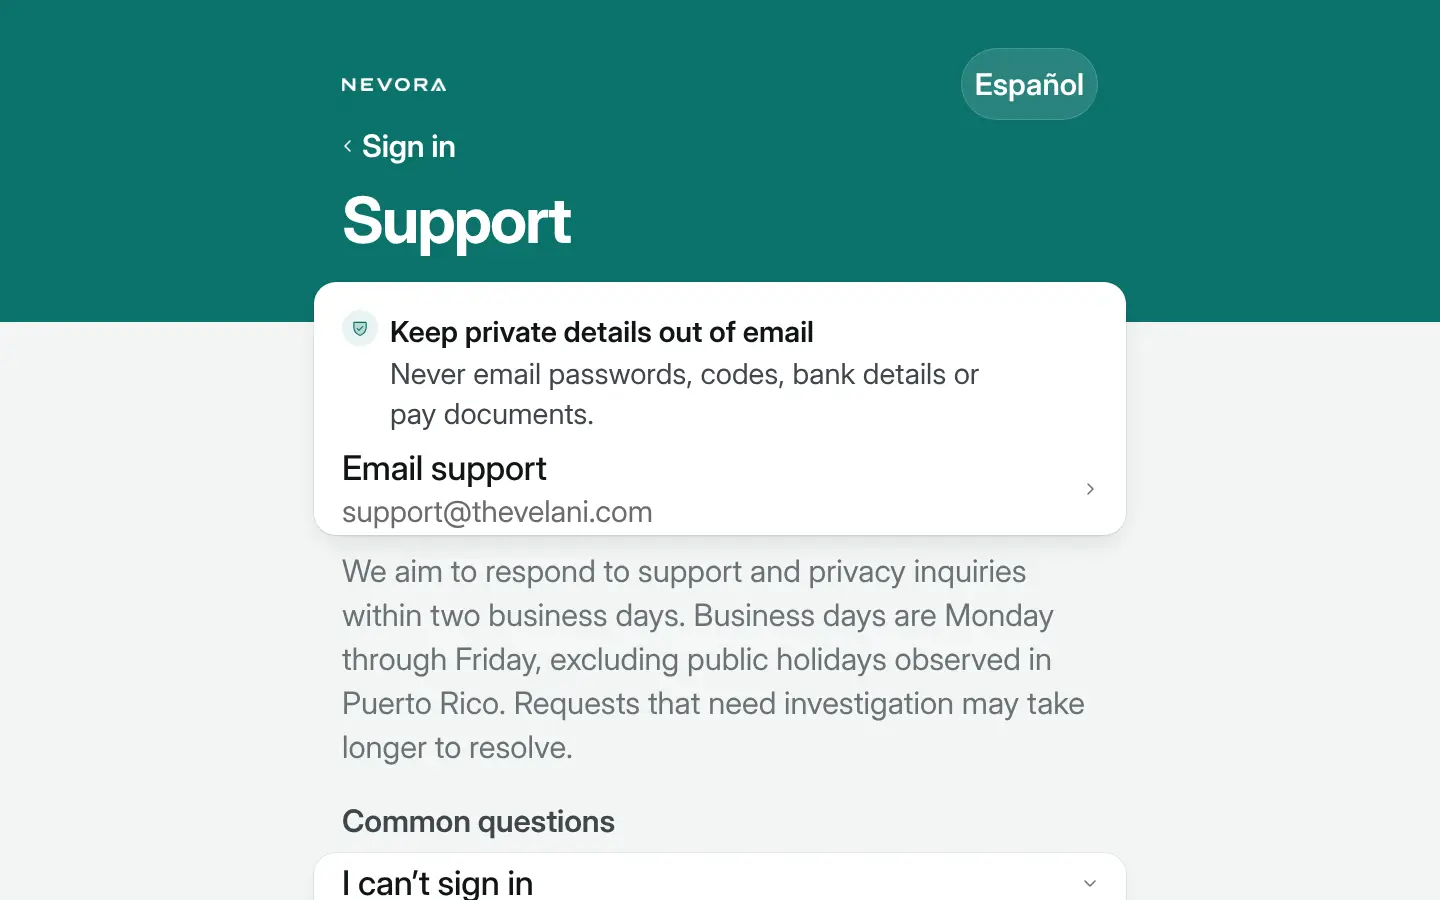 NEVORA
Español
Sign in
Support
Keep private details out of email
Never email passwords, codes, bank details or
pay documents.
Email support
support@thevelani.com
We aim to respond to support and privacy inquiries
within two business days. Business days are Monday
through Friday, excluding public holidays observed in
Puerto Rico. Requests that need investigation may take
longer to resolve.
Common questions
I can’t sign in